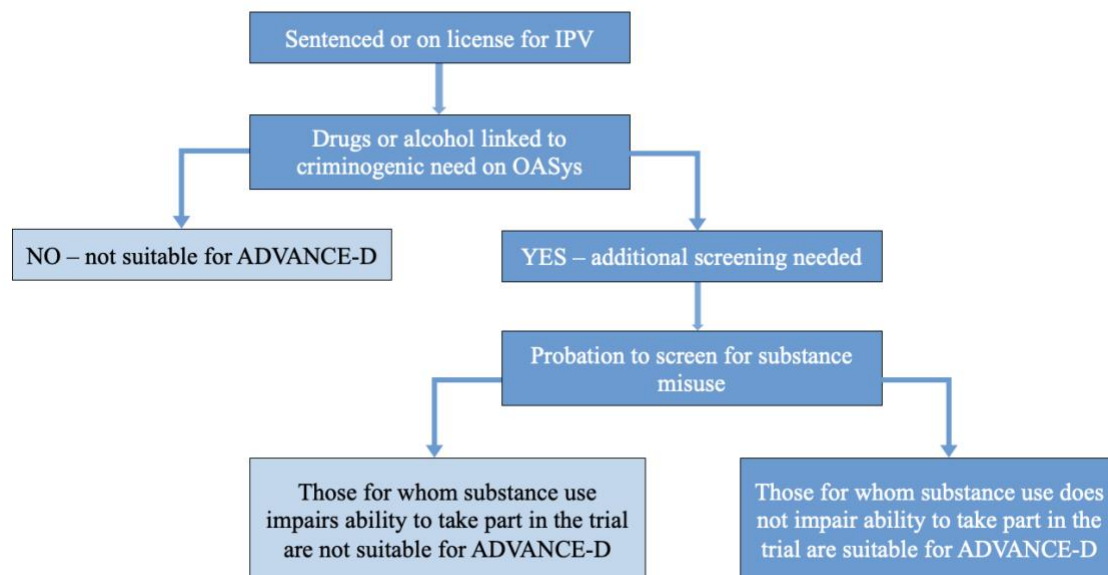 Sentenced or on license for IPV
Drugs or alcohol linked to
criminogenic need on OASys
NO – not suitable for ADVANCE-D
YES – additional screening needed
Probation to screen for substance
misuse
Those for whom substance use
impairs ability to take part in the trial
are not suitable for ADVANCE-D
Those for whom substance use does
not impair ability to take part in the
trial are suitable for ADVANCE-D